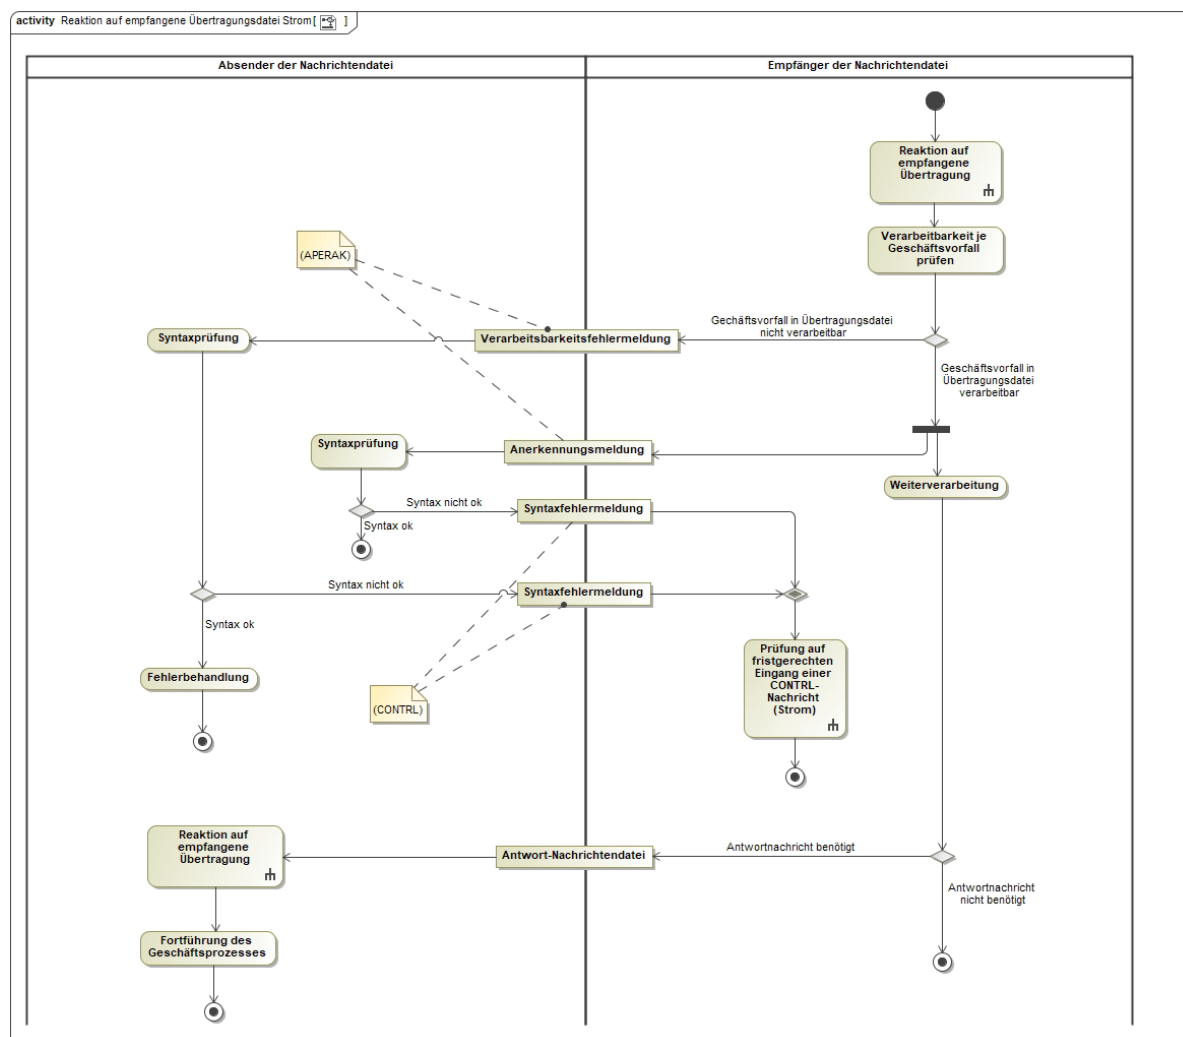 activity Reaktion auf empfangene Übertragungsdatei Strom[ ]
Absender der Nachrichtendatei
Empfänger der Nachrichtendatei
Reaktion auf
empfangene
Übertragung
Verarbeitbarkeit je
Geschäftsvorfall
prüfen
(APERAK)
Gechäftsvorfall in Übertragungsdatei
nicht verarbeitbar
Syntaxprüfung
Verarbeitsbarkeitsfehlermeldung
Geschäftsvorfall in
Übertragungsdatei
verarbeitbar
Syntaxprüfung
Anerkennungsmeldung
Weiterverarbeitung
Syntax nicht ok
Syntaxfehlermeldung
Syntax ok
Syntax nicht ok
Syntaxfehlermeldung
Syntax ok
Prüfung auf
fristgerechten
Eingang einer
CONTRL-
Nachricht
(Strom)
Fehlerbehandlung
(CONTRL)
Reaktion auf
empfangene
Übertragung
Antwort-Nachrichtendatei
Antwortnachricht benötigt
Antwortnachricht
nicht benötigt
Fortführung des
Geschäftsprozesses